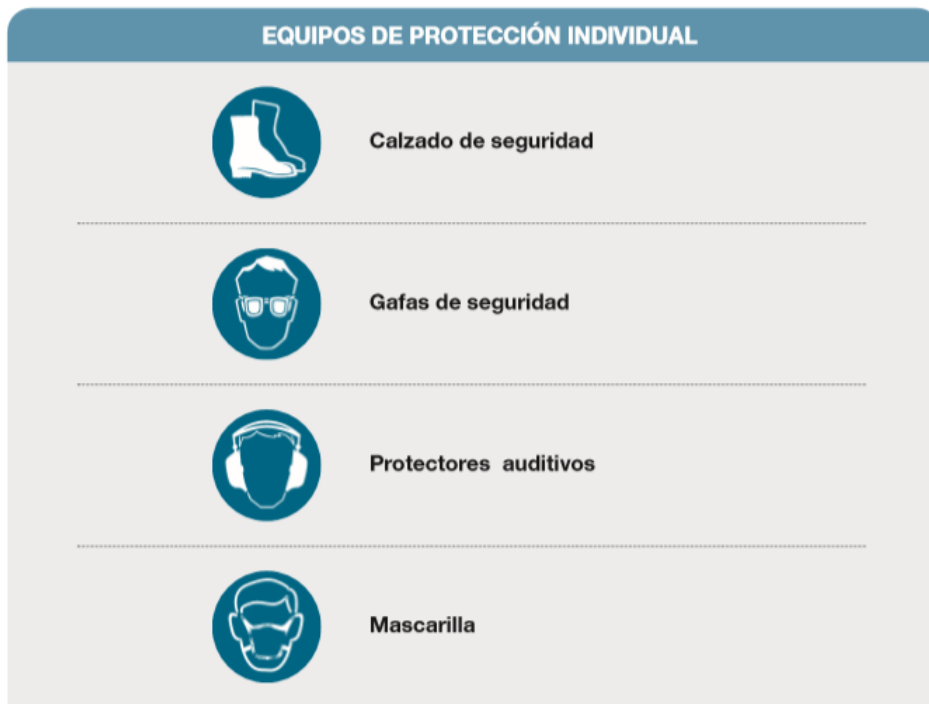 EQUIPOS DE PROTECCIÓN INDIVIDUAL
Calzado de seguridad
Gafas de seguridad
Protectores auditivos
Mascarilla